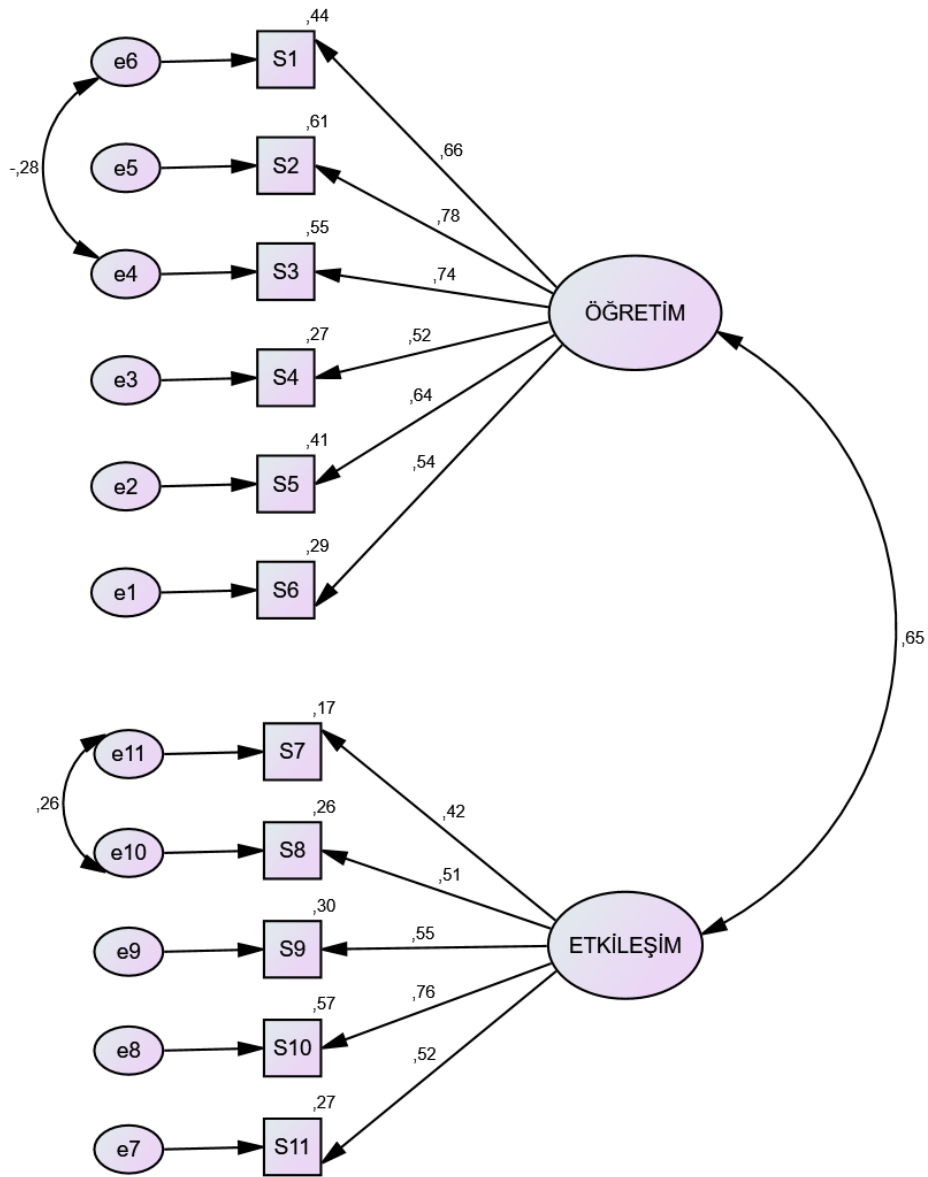 ,44
e6
S1
,61
,66
-,28
e5
S2
,78
,55
e4
S3
,74
ÖĞRETİM
,27
,52
e3
S4
,64
,41
,54
e2
S5
,29
e1
S6
,65
,17
e11
S7
,26
,26
,42
e10
S8
,51
,30
e9
S9
,55
ETKİLEŞİM
,57
,76
e8
S10
,52
,27
e7
S11